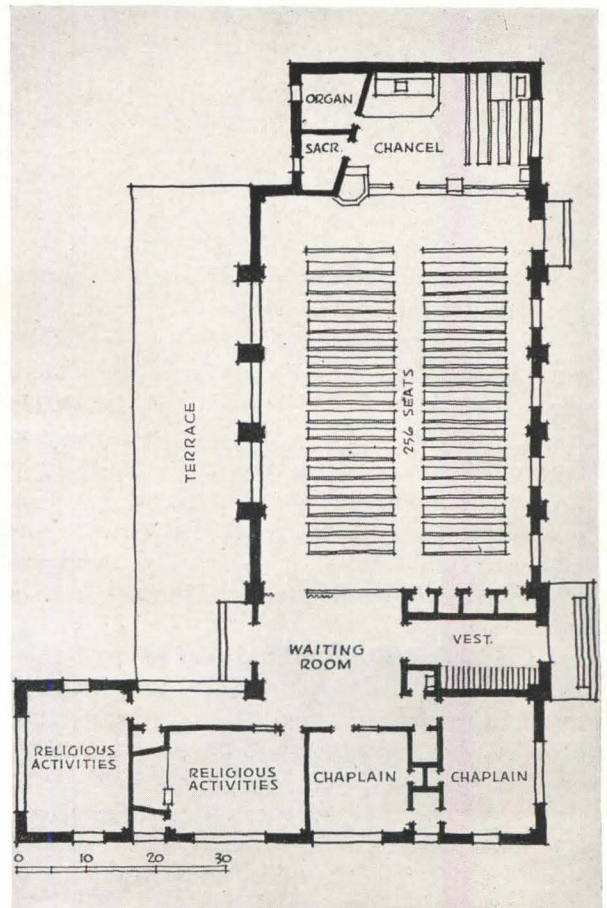 ORGAN
SACR.
CHANCEL
TERRACE
256 SEATS
WAITING
ROOM
VEST.
RELIGIOUS
ACTIVITIES
RELIGIOUS
ACTIVITIES
CHAPLAIN
CHAPLAIN
0 10 20 30